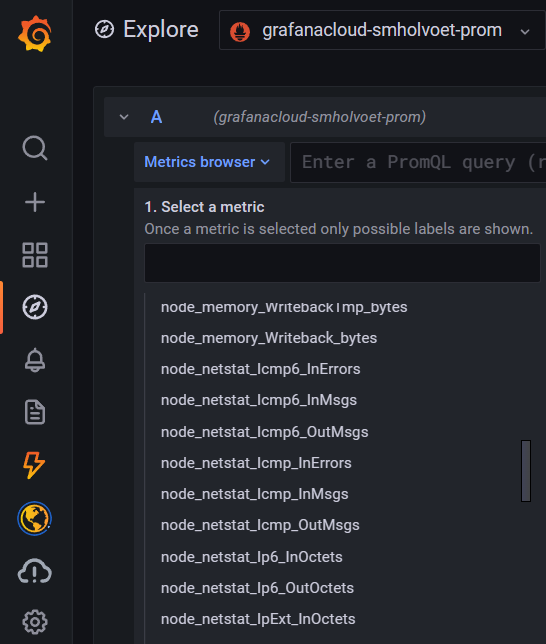 Explore
grafanacloud-smholvoet-prom
A
(grafanacloud-smholvoet-prom)
Metrics browser
Enter a PromQL query (r
1. Select a metric
Once a metric is selected only possible labels are shown.
node_memory_WritebackTmp_bytes
node_memory_Writeback_bytes
node_netstat_Icmp6_InErrors
node_netstat_Icmp6_InMsgs
node_netstat_Icmp6_OutMsgs
node_netstat_Icmp_InErrors
node_netstat_Icmp_InMsgs
node_netstat_Icmp_OutMsgs
node_netstat_Ip6_InOctets
node_netstat_Ip6_OutOctets
node_netstat_IpExt_InOctets